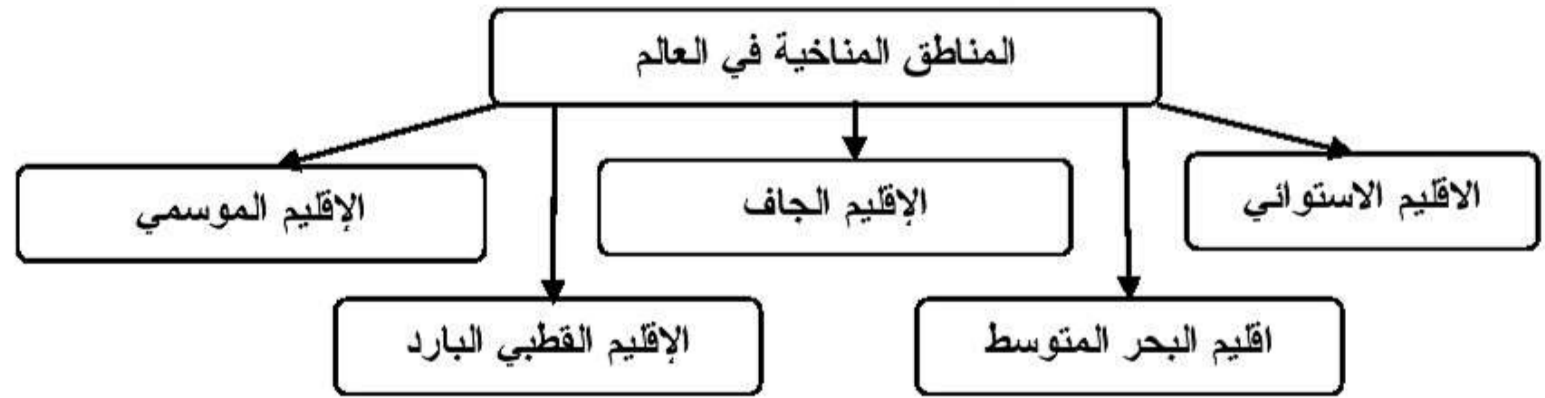 المناطق المناخية في العالم
الاقليم الاستوائي
الإقليم الجاف
الإقليم الموسمي
اقليم البحر المتوسط
الإقليم القطبي البارد